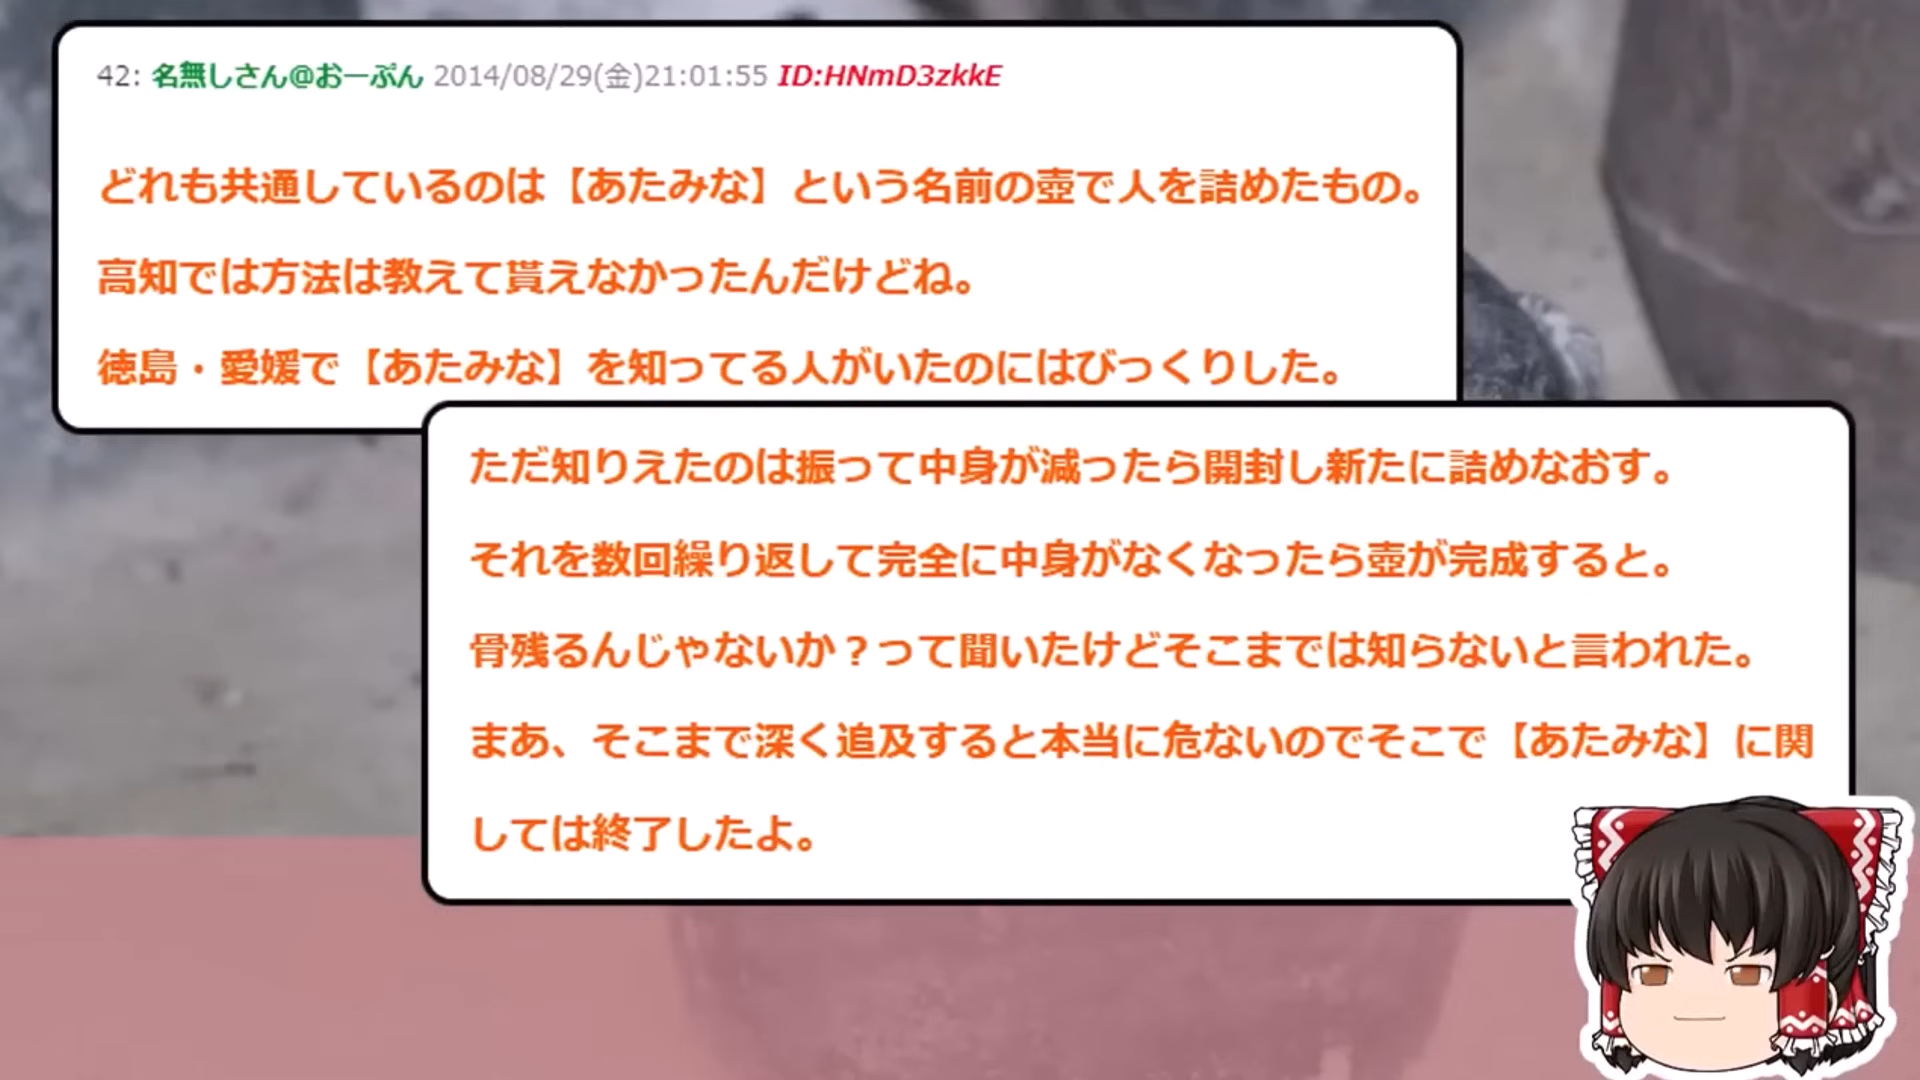 42: 名無しさん@おーぷん 2014/08/29(金)21:01:55 ID:HNmD3zkkE
どれも共通しているのは【あたみな】という名前の壺で人を詰めたもの。
高知では方法は教えて貰えなかったんだけどね。
徳島・愛媛で【あたみな】を知ってる人がいたのにはびっくりした。
ただ知りえたのは振って中身が減ったら開封し新たに詰めなおす。
それを数回繰り返して完全に中身がなくなったら壺が完成すると。
骨残るんじゃないか？って聞いたけどそこまでは知らないと言われた。
まあ、そこまで深く追及すると本当に危ないのでそこで【あたみな】に関
しては終了したよ。